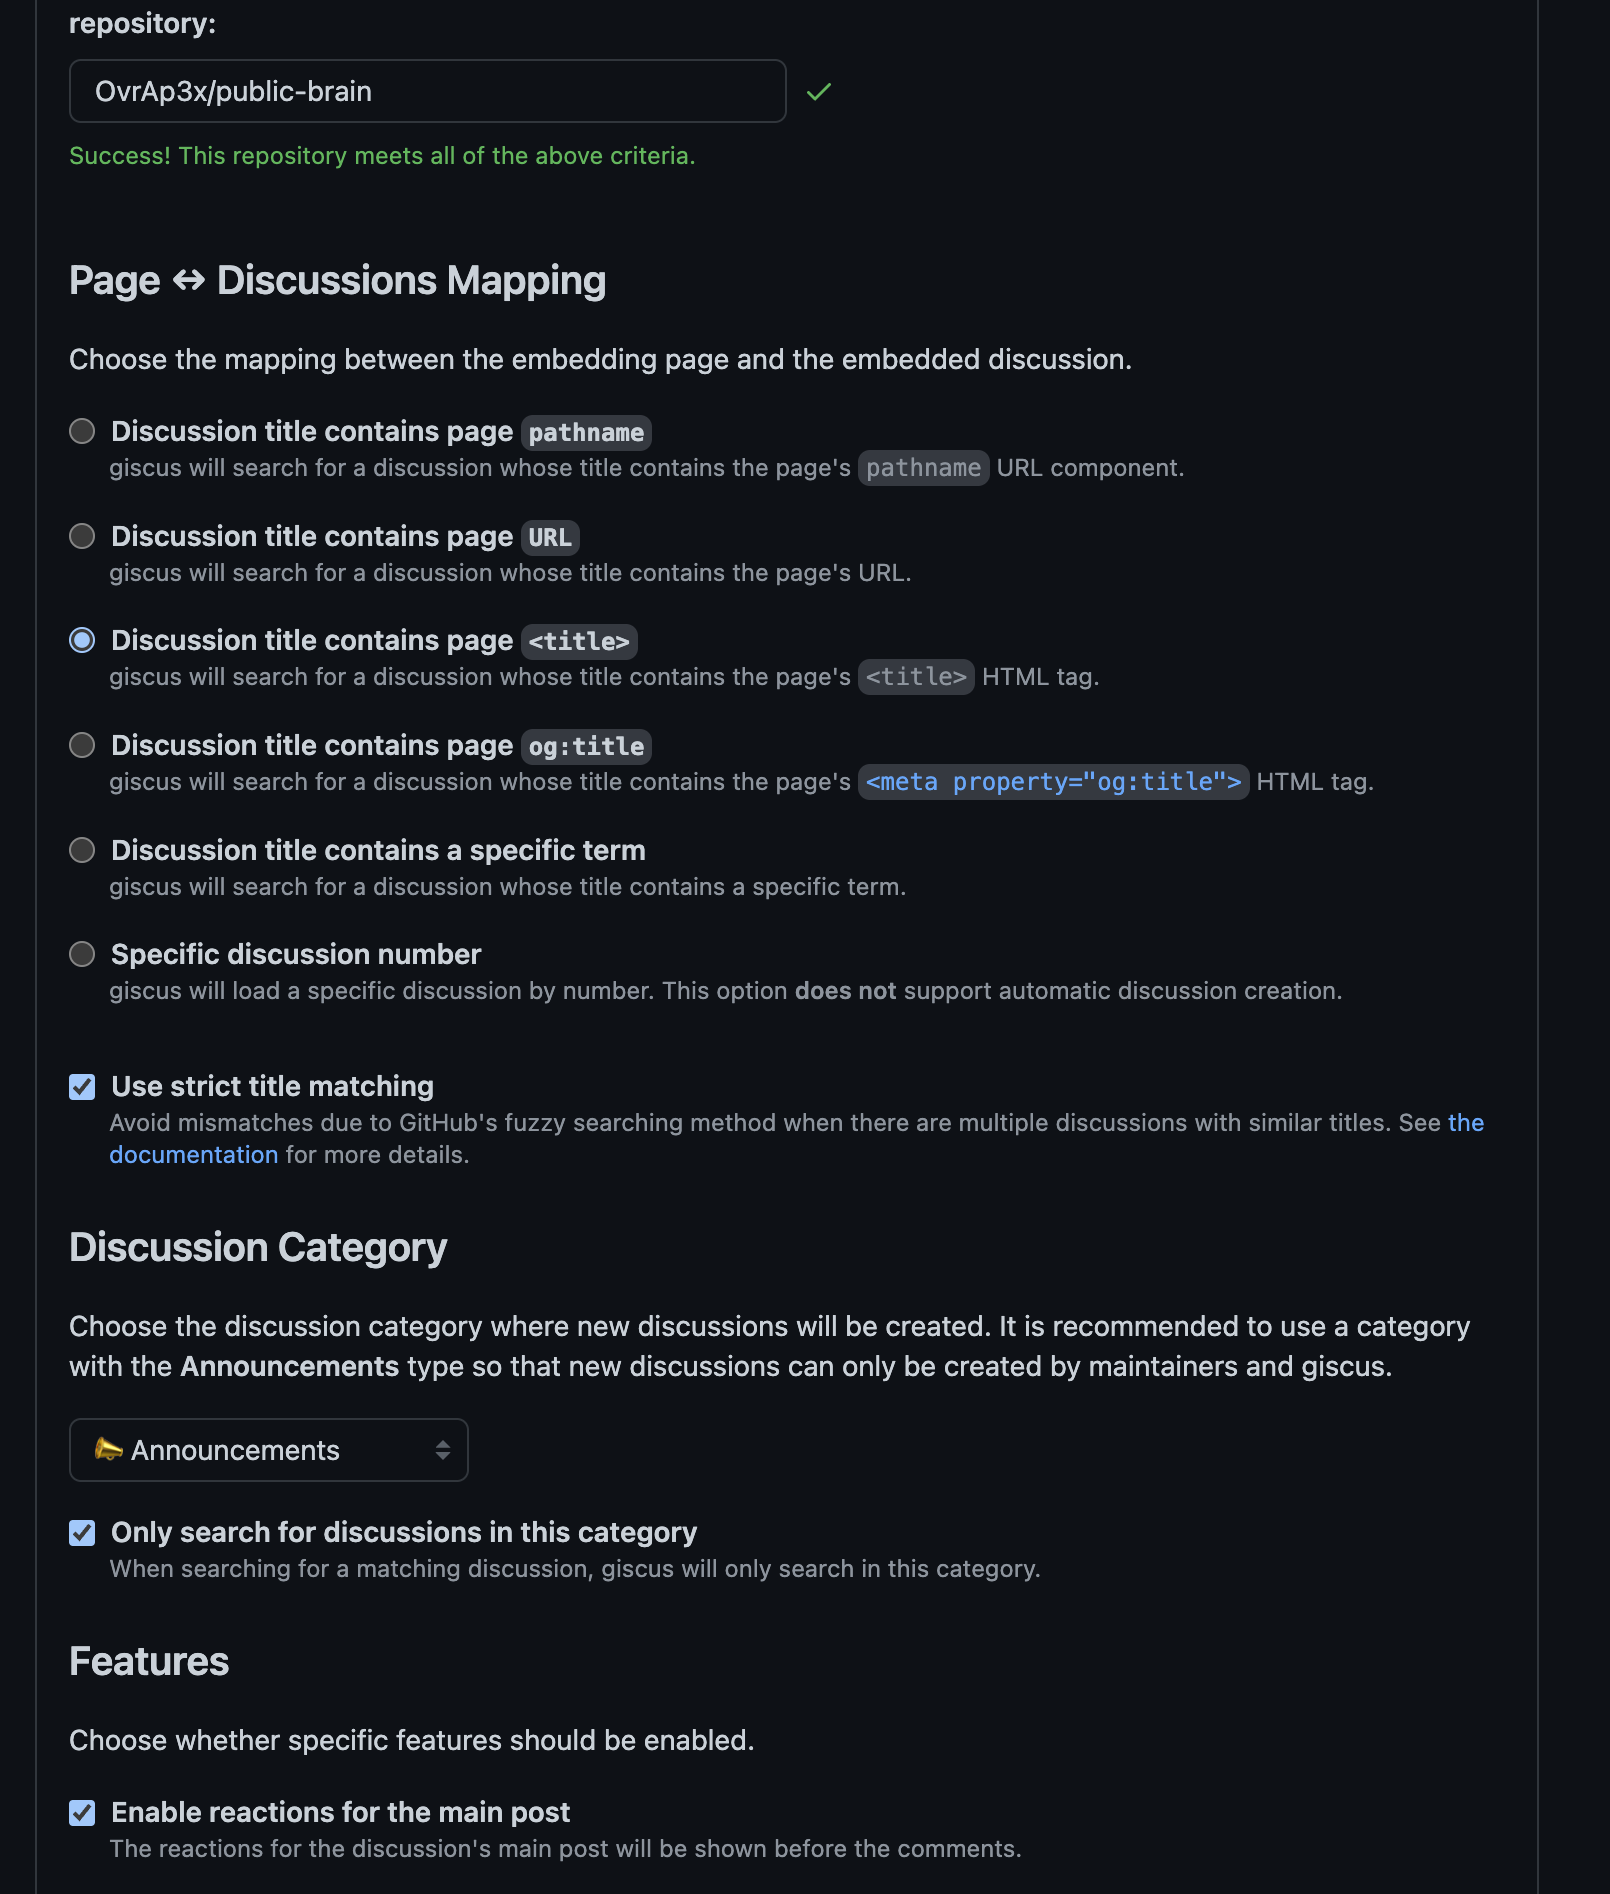 repository:
OvrAp3x/public-brain
Success! This repository meets all of the above criteria.
Page ↔ Discussions Mapping
Choose the mapping between the embedding page and the embedded discussion.
Discussion title contains page pathname
giscus will search for a discussion whose title contains the page's pathname URL component.
Discussion title contains page URL
giscus will search for a discussion whose title contains the page's URL.
Discussion title contains page <title>
giscus will search for a discussion whose title contains the page's <title> HTML tag.
Discussion title contains page og:title
giscus will search for a discussion whose title contains the page's <meta property="og:title"> HTML tag.
Discussion title contains a specific term
giscus will search for a discussion whose title contains a specific term.
Specific discussion number
giscus will load a specific discussion by number. This option does not support automatic discussion creation.
Use strict title matching
Avoid mismatches due to GitHub's fuzzy searching method when there are multiple discussions with similar titles. See the
documentation for more details.
Discussion Category
Choose the discussion category where new discussions will be created. It is recommended to use a category
with the Announcements type so that new discussions can only be created by maintainers and giscus.
Announcements
Only search for discussions in this category
When searching for a matching discussion, giscus will only search in this category.
Features
Choose whether specific features should be enabled.
Enable reactions for the main post
The reactions for the discussion's main post will be shown before the comments.